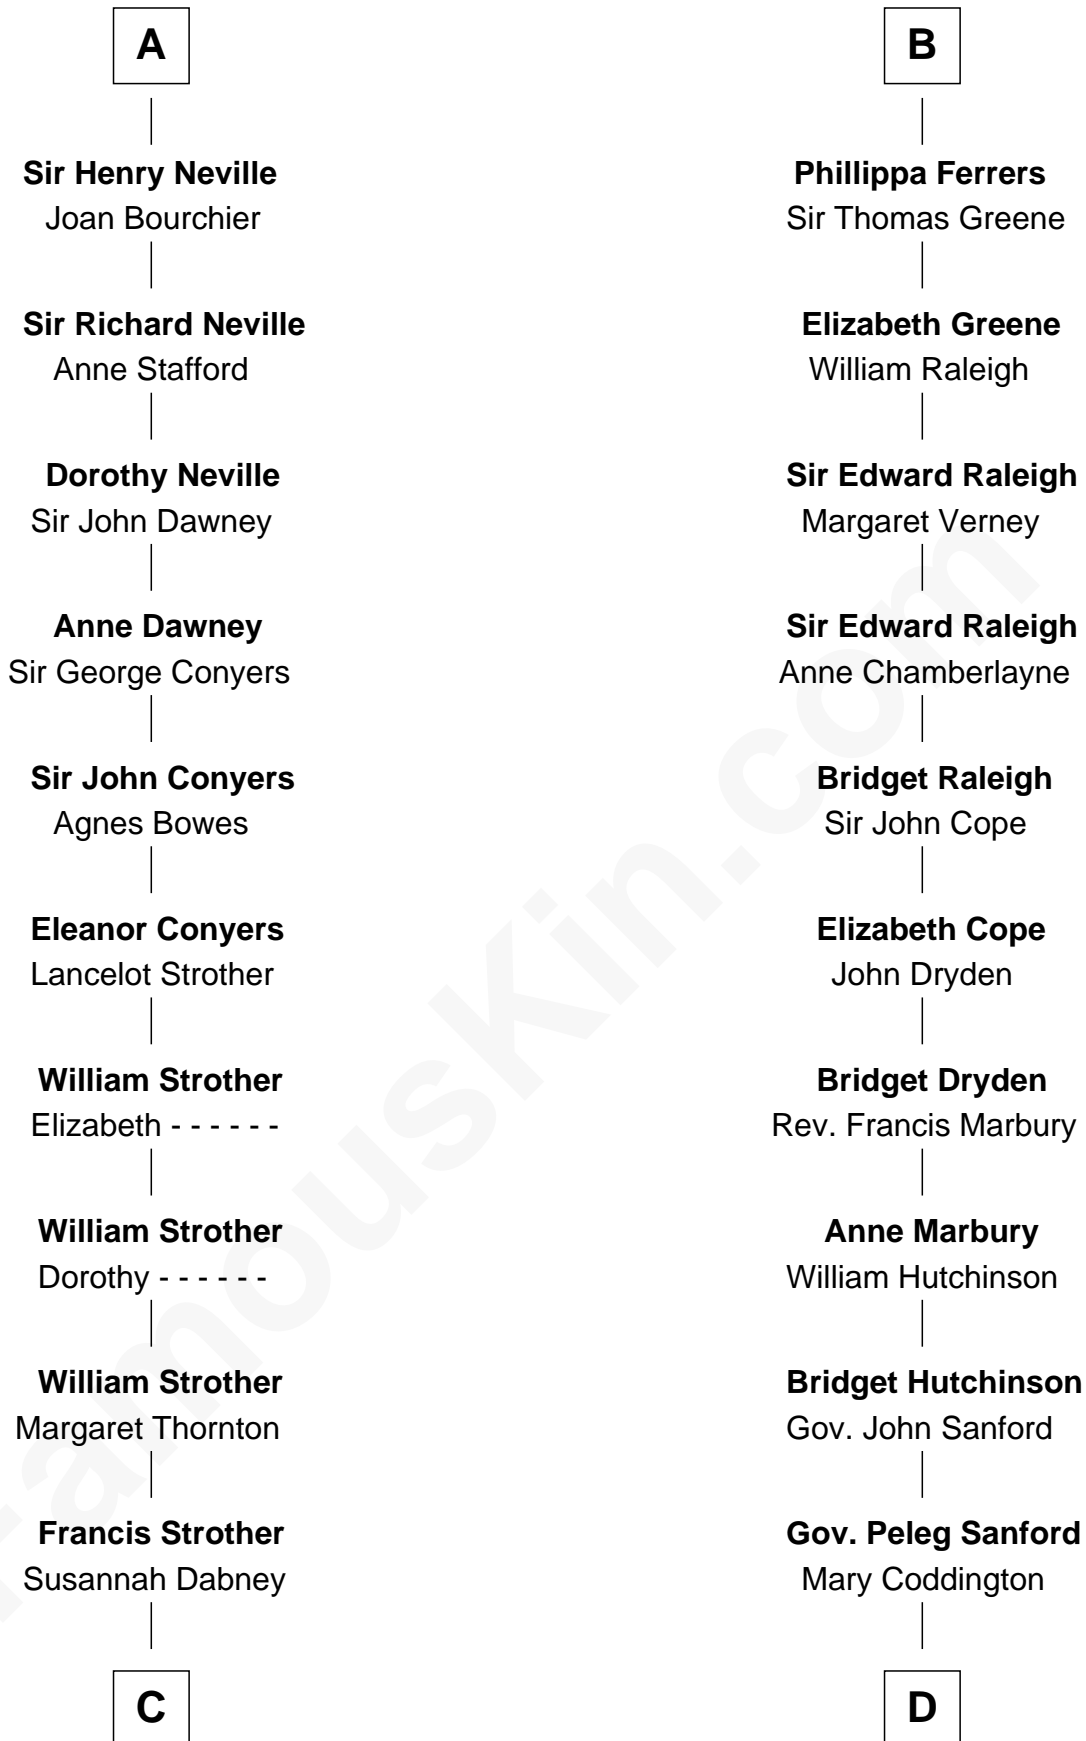 A
Sir Henry Neville
Joan Bourchier
Sir Richard Neville
Anne Stafford
Dorothy Neville
Sir John Dawney
Anne Dawney
Sir George Conyers
Sir John Conyers
Agnes Bowes
Eleanor Conyers
Lancelot Strother
William Strother
Elizabeth - - - - - -
William Strother
Dorothy - - - - - -
William Strother
Margaret Thornton
Francis Strother
Susannah Dabney
C
B
Phillippa Ferrers
Sir Thomas Greene
Elizabeth Greene
William Raleigh
Sir Edward Raleigh
Margaret Verney
Sir Edward Raleigh
Anne Chamberlayne
Bridget Raleigh
Sir John Cope
Elizabeth Cope
John Dryden
Bridget Dryden
Rev. Francis Marbury
Anne Marbury
William Hutchinson
Bridget Hutchinson
Gov. John Sanford
Gov. Peleg Sanford
Mary Coddington
D
FamousKin.com